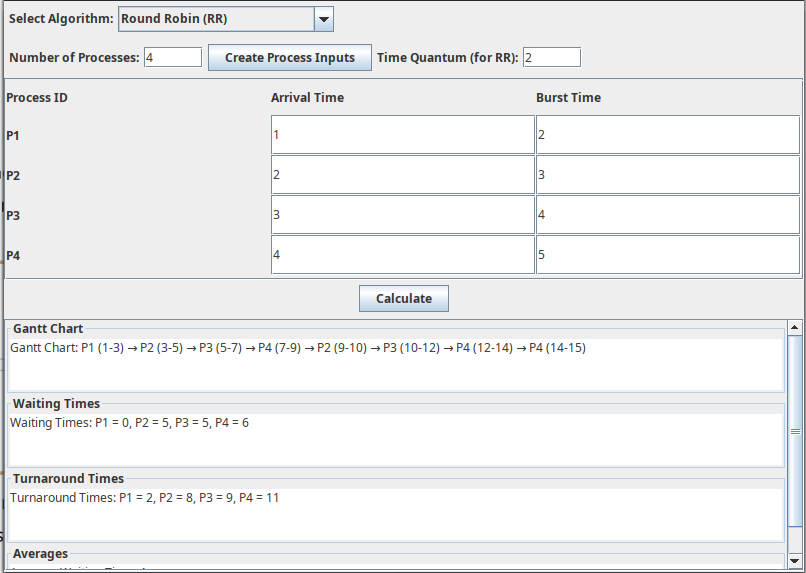 Select Algorithm: Round Robin (RR)
Number of Processes: 4 Create Process Inputs Time Quantum (for RR): 2
Process ID Arrival Time Burst Time
P1 1 2
P2 2 3
P3 3 4
P4 4 5
Calculate
Gantt Chart
Gantt Chart: P1 (1-3) → P2 (3-5) → P3 (5-7) → P4 (7-9) → P2 (9-10) → P3 (10-12) → P4 (12-14) → P4 (14-15)
Waiting Times
Waiting Times: P1 = 0, P2 = 5, P3 = 5, P4 = 6
Turnaround Times
Turnaround Times: P1 = 2, P2 = 8, P3 = 9, P4 = 11
Averages